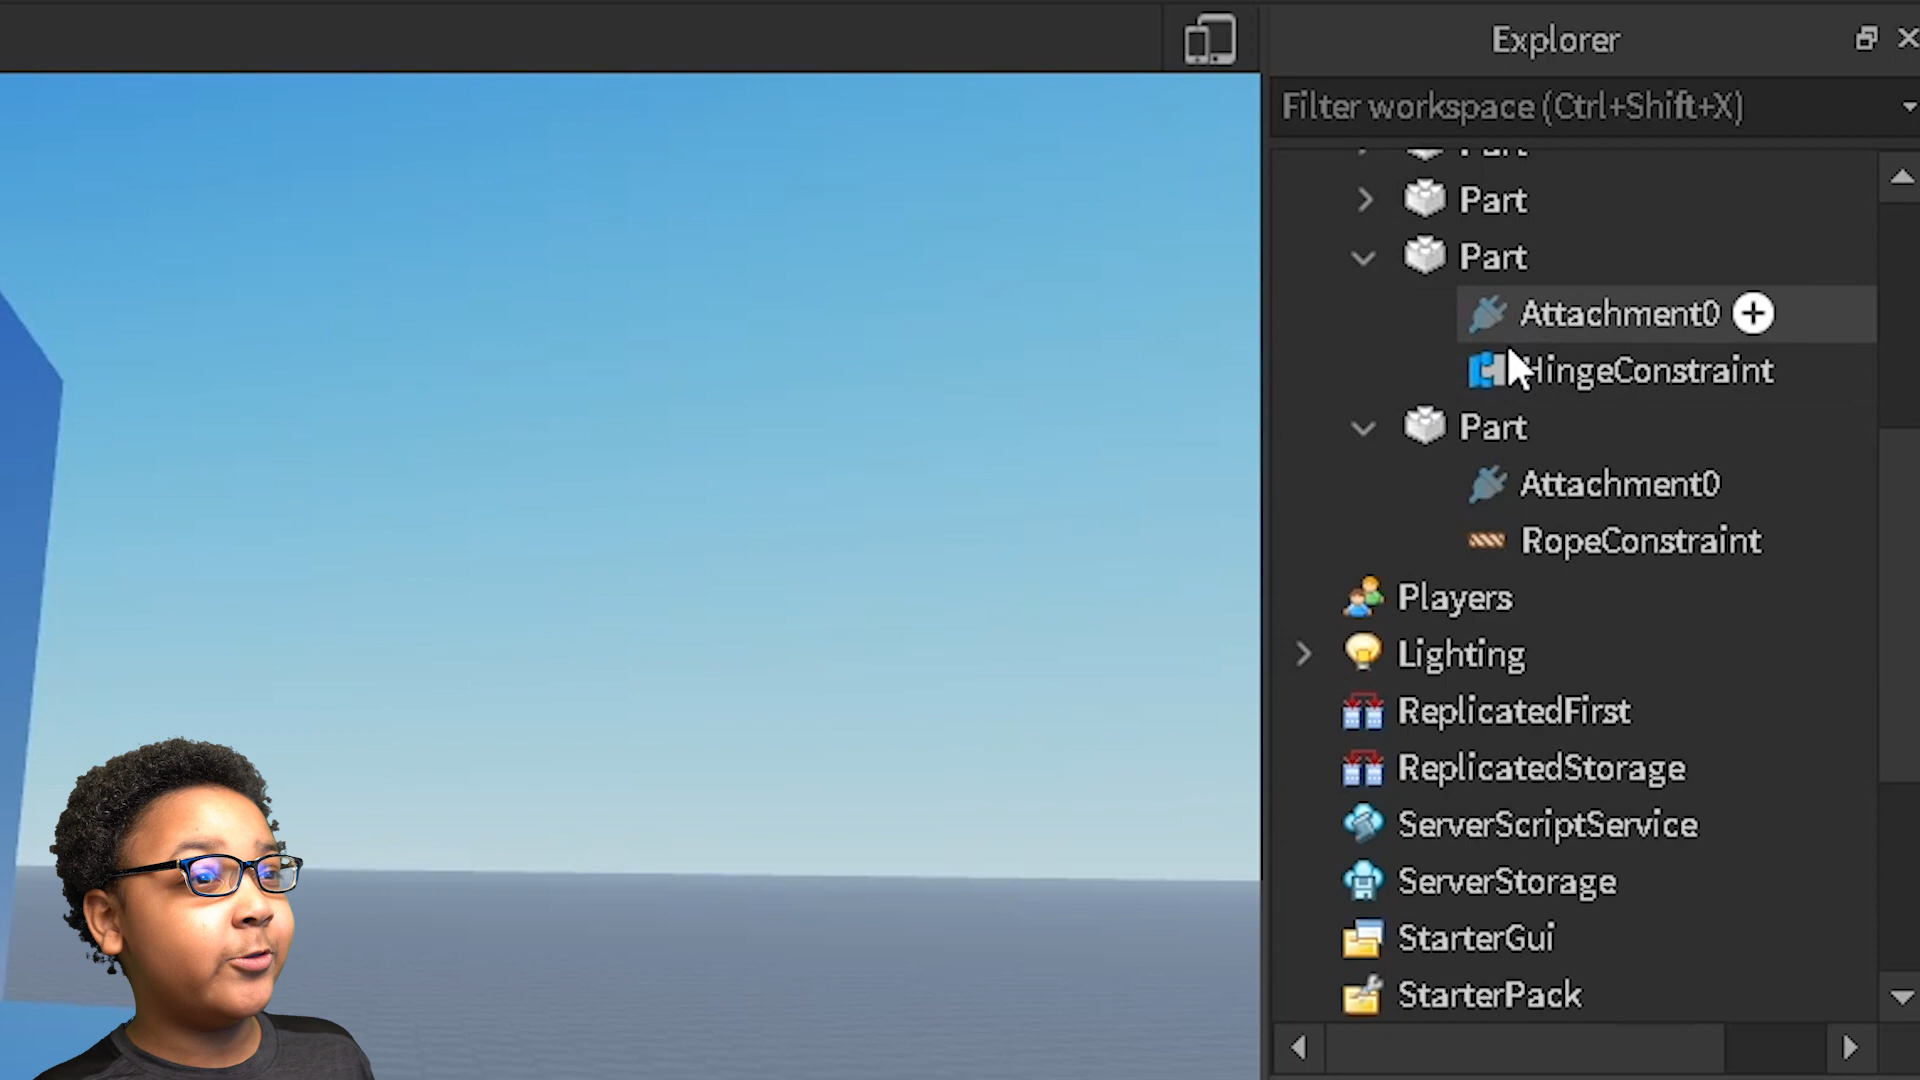 Explorer
Filter workspace (Ctrl+Shift+X)
Part
Part
Part
Attachment0
HingeConstraint
Part
Attachment0
RopeConstraint
Players
Lighting
ReplicatedFirst
ReplicatedStorage
ServerScriptService
ServerStorage
StarterGui
StarterPack